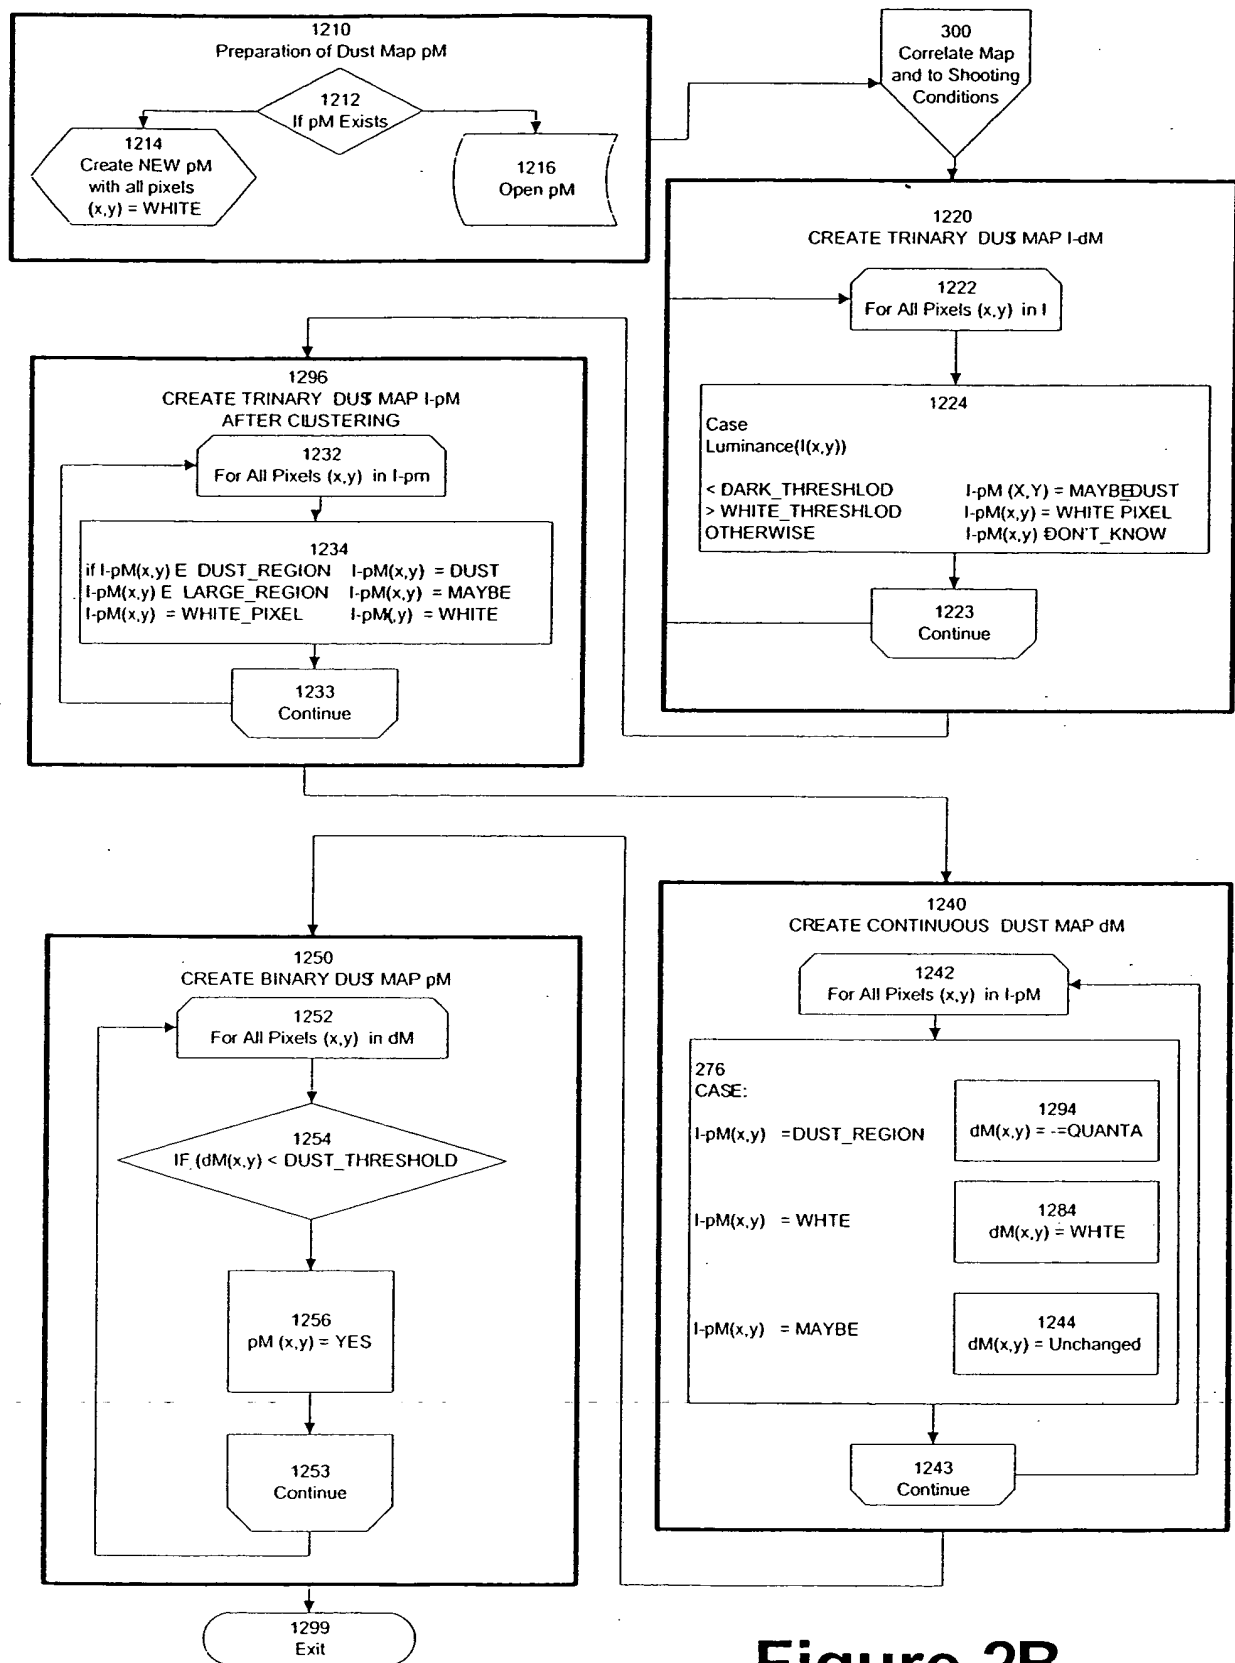 1210
Preparation of Dust Map pM
1212
If pM Exists
1214
Create NEW pM
with all pixels
(x,y) = WHITE
1216
Open pM
300
Correlate Map
and to Shooting
Conditions
1220
CREATE TRINARY DUST MAP I-dM
1222
For All Pixels (x,y) in I
1224
Case
Luminance(I(x,y))
< DARK_THRESHLOD I-pM (X,Y) = MAYBEDUST
> WHITE_THRESHLOD I-pM(x,y) = WHITE PIXEL
OTHERWISE I-pM(x,y) DON'T_KNOW
1223
Continue
1296
CREATE TRINARY DUST MAP I-pM
AFTER CLUSTERING
1232
For All Pixels (x,y) in I-pm
1234
if I-pM(x,y) E DUST_REGION I-pM(x,y) = DUST
I-pM(x,y) E LARGE_REGION I-pM(x,y) = MAYBE
I-pM(x,y) = WHITE_PIXEL I-pM(,y) = WHITE
1233
Continue
1240
CREATE CONTINUOUS DUST MAP dM
1242
For All Pixels (x,y) in I-pM
276
CASE:
I-pM(x,y) =DUST_REGION
1294
dM(x,y) = -=QUANTA
I-pM(x,y) = WHTE
1284
dM(x,y) = WHTE
I-pM(x,y) = MAYBE
1244
dM(x,y) = Unchanged
1243
Continue
1250
CREATE BINARY DUST MAP pM
1252
For All Pixels (x,y) in dM
1254
IF (dM(x,y) < DUST_THRESHOLD
1256
pM (x,y) = YES
1253
Continue
1299
Exit
Figure 2B